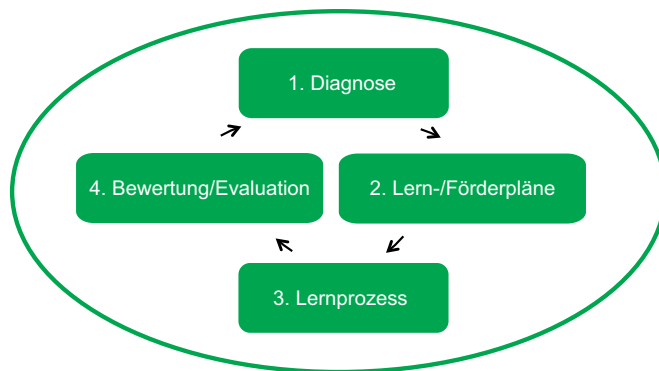 1. Diagnose
2. Lern-/Förderpläne
3. Lernprozess
4. Bewertung/Evaluation